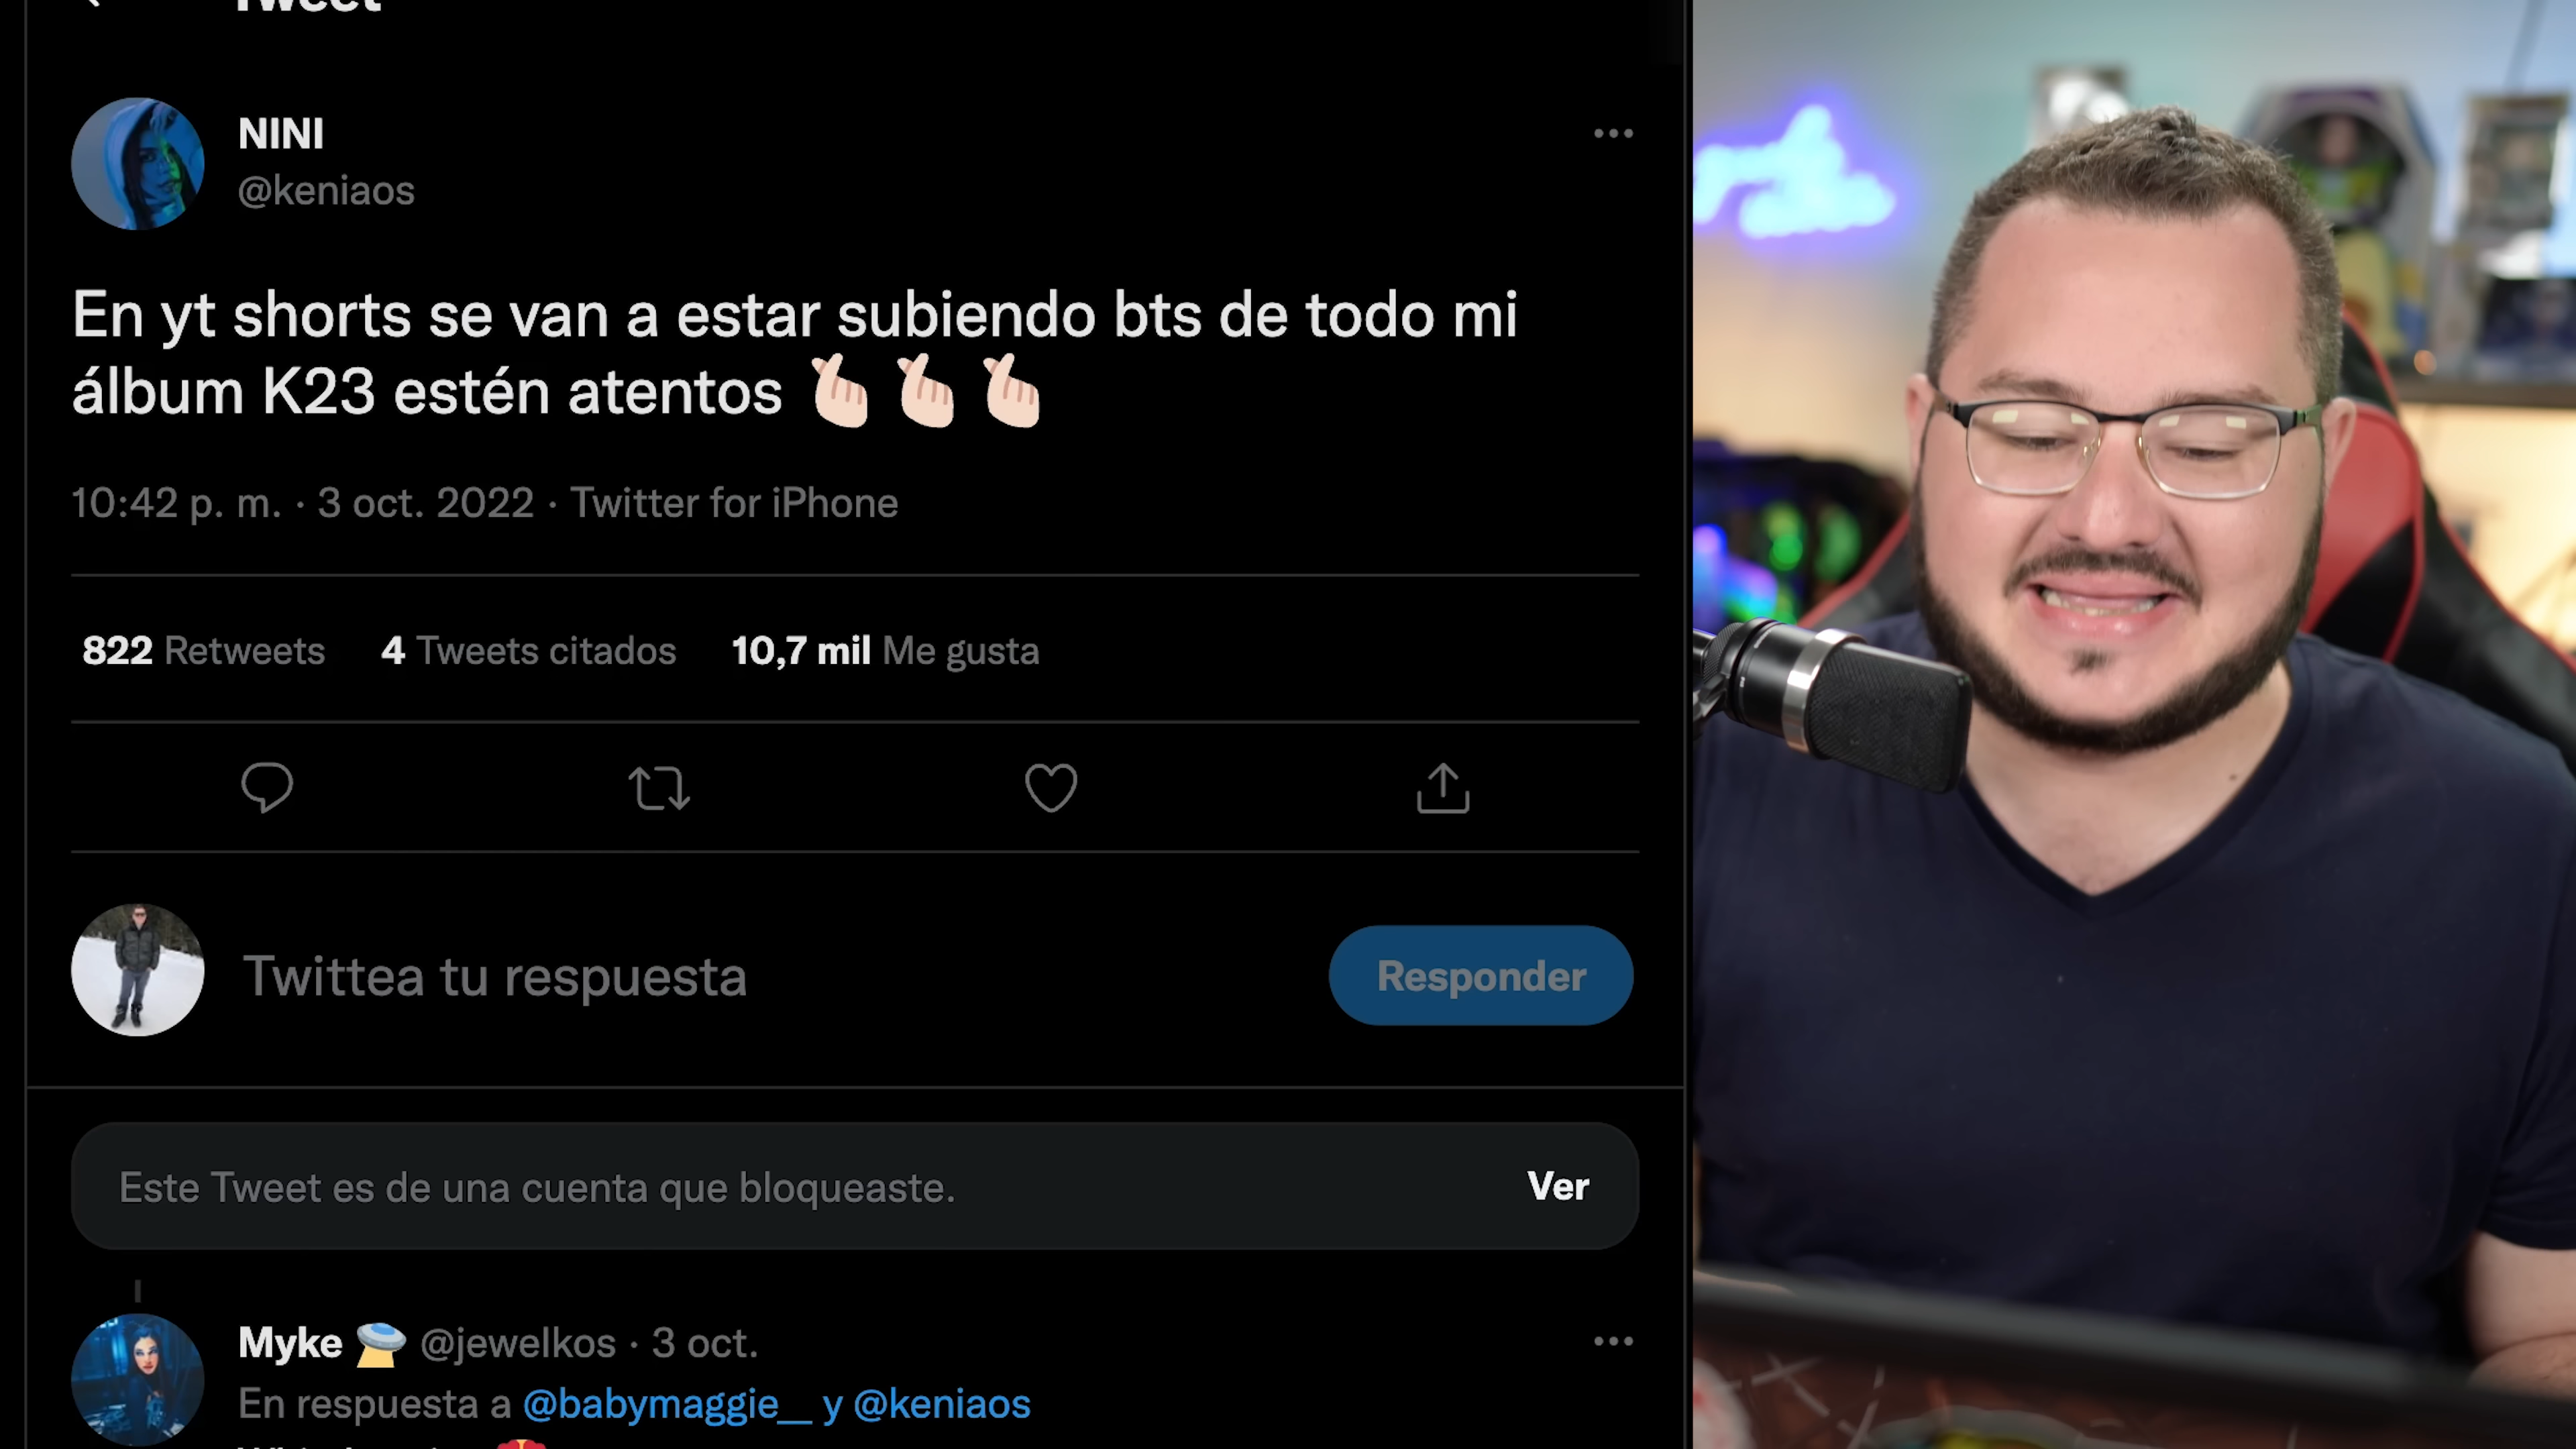 Tweet
NINI
@keniaos
En yt shorts se van a estar subiendo bts de todo mi
álbum K23 estén atentos 🫰🏻🫰🏻🫰🏻
10:42 p. m. · 3 oct. 2022 · Twitter for iPhone
822 Retweets 4 Tweets citados 10,7 mil Me gusta
Twittea tu respuesta
Responder
Este Tweet es de una cuenta que bloqueaste.
Ver
Myke 🛸 @jewelkos · 3 oct.
En respuesta a @babymaggie__ y @keniaos